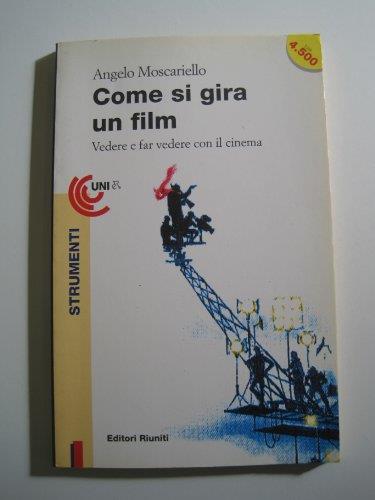 4.500
Angelo Moscariello
Come si gira
un film
Vedere e far vedere con il cinema
UNI
STRUMENTI
Editori Riuniti